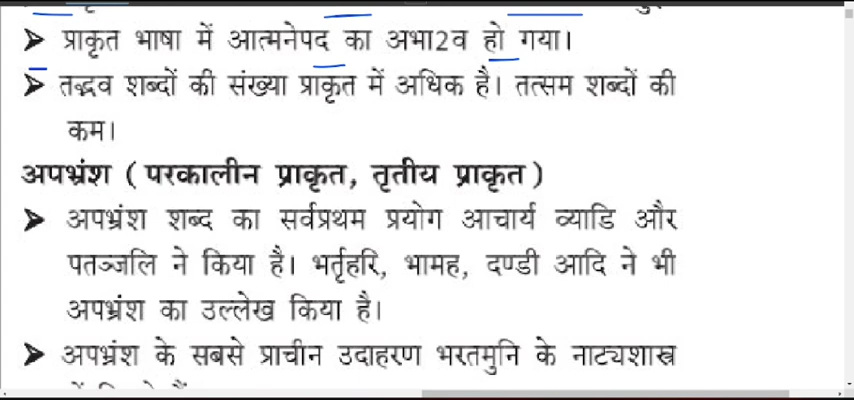 ➤ प्राकृत भाषा में आत्मनेपद का अभा2व हो गया।
➤ तद्भव शब्दों की संख्या प्राकृत में अधिक है। तत्सम शब्दों की
कम।
अपभ्रंश ( परकालीन प्राकृत, तृतीय प्राकृत )
➤ अपभ्रंश शब्द का सर्वप्रथम प्रयोग आचार्य व्याडि और
पतञ्जलि ने किया है। भर्तृहरि, भामह, दण्डी आदि ने भी
अपभ्रंश का उल्लेख किया है।
➤ अपभ्रंश के सबसे प्राचीन उदाहरण भरतमुनि के नाट्यशास्त्र